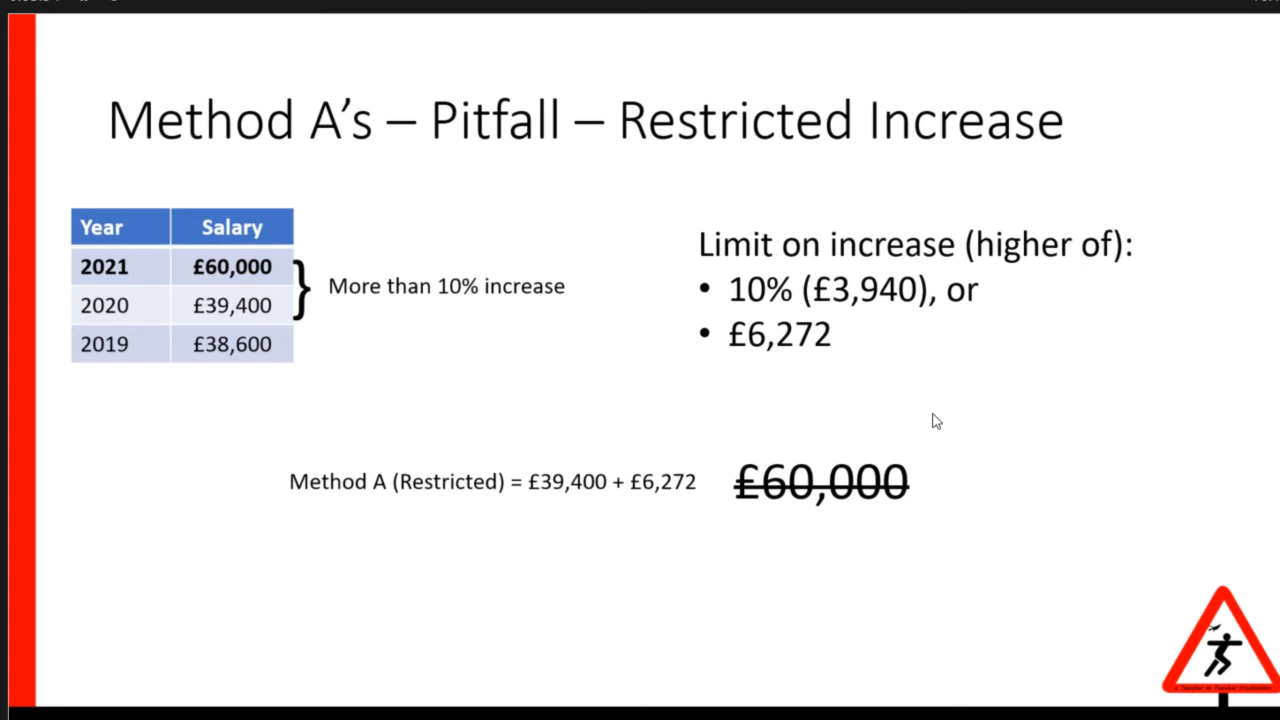 Method A's – Pitfall – Restricted Increase
Year Salary
2021 £60,000
2020 £39,400
2019 £38,600
More than 10% increase
Limit on increase (higher of):
• 10% (£3,940), or
• £6,272
Method A (Restricted) = £39,400 + £6,272 £60,000